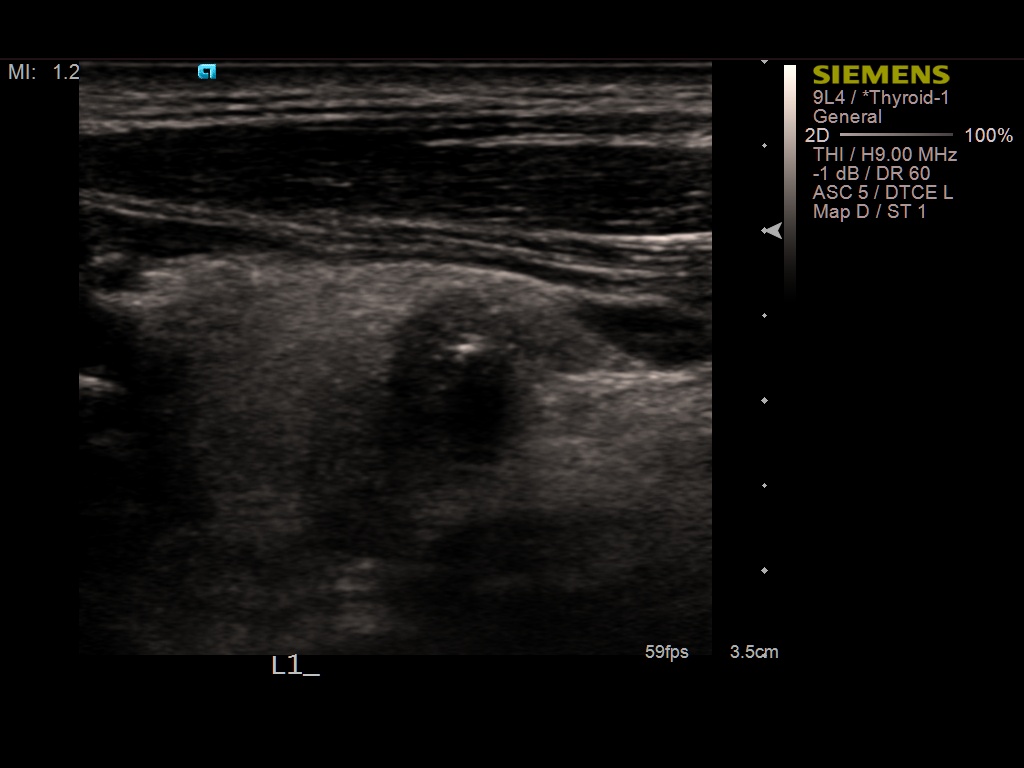 MI: 1.2
SIEMENS
9L4 / *Thyroid-1
General
2D 100%
THI / H9.00 MHz
-1 dB / DR 60
ASC 5 / DTCE L
Map D / ST 1
59fps 3.5cm
L1_